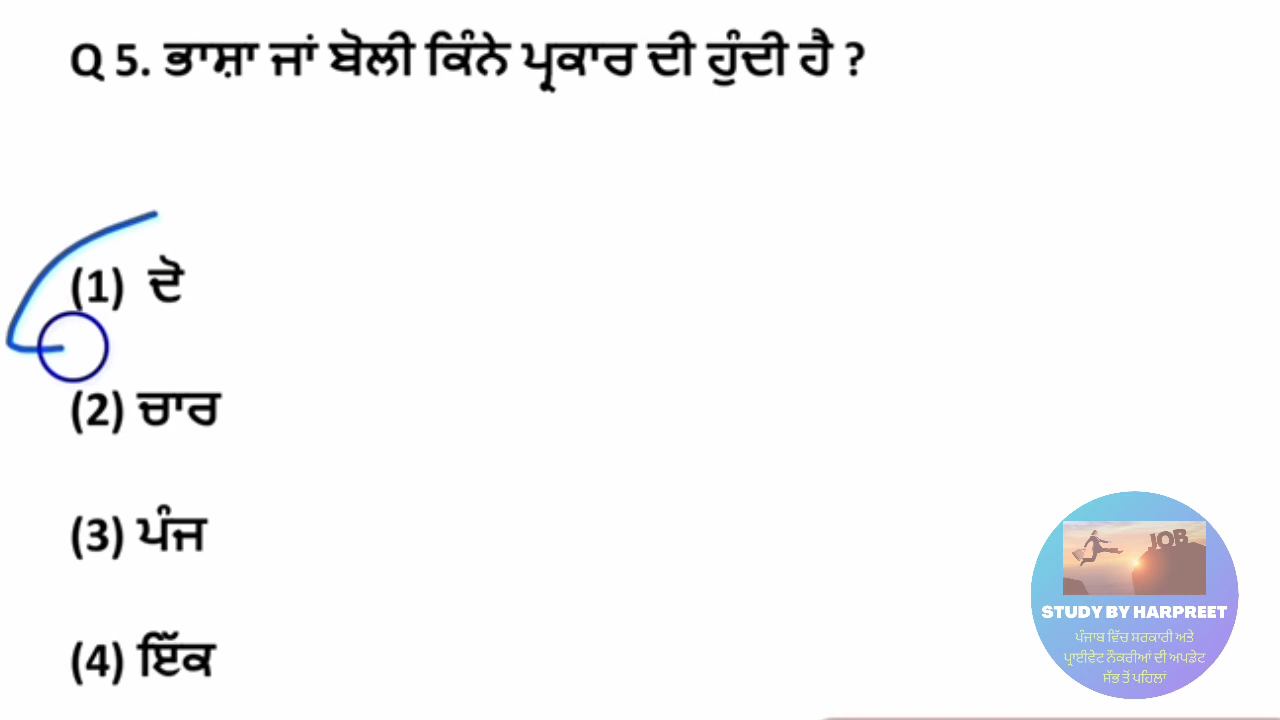 Q 5. ਭਾਸ਼ਾ ਜਾਂ ਬੋਲੀ ਕਿੰਨੇ ਪ੍ਰਕਾਰ ਦੀ ਹੁੰਦੀ ਹੈ ?
(1) ਦੋ
(2) ਚਾਰ
(3) ਪੰਜ
(4) ਇੱਕ
JOB
STUDY BY HARPREET
ਪੰਜਾਬ ਵਿੱਚ ਸਰਕਾਰੀ ਅਤੇ
ਪ੍ਰਾਈਵੇਟ ਨੌਕਰੀਆਂ ਦੀ ਅਪਡੇਟ
ਸੱਭ ਤੋਂ ਪਹਿਲਾਂ